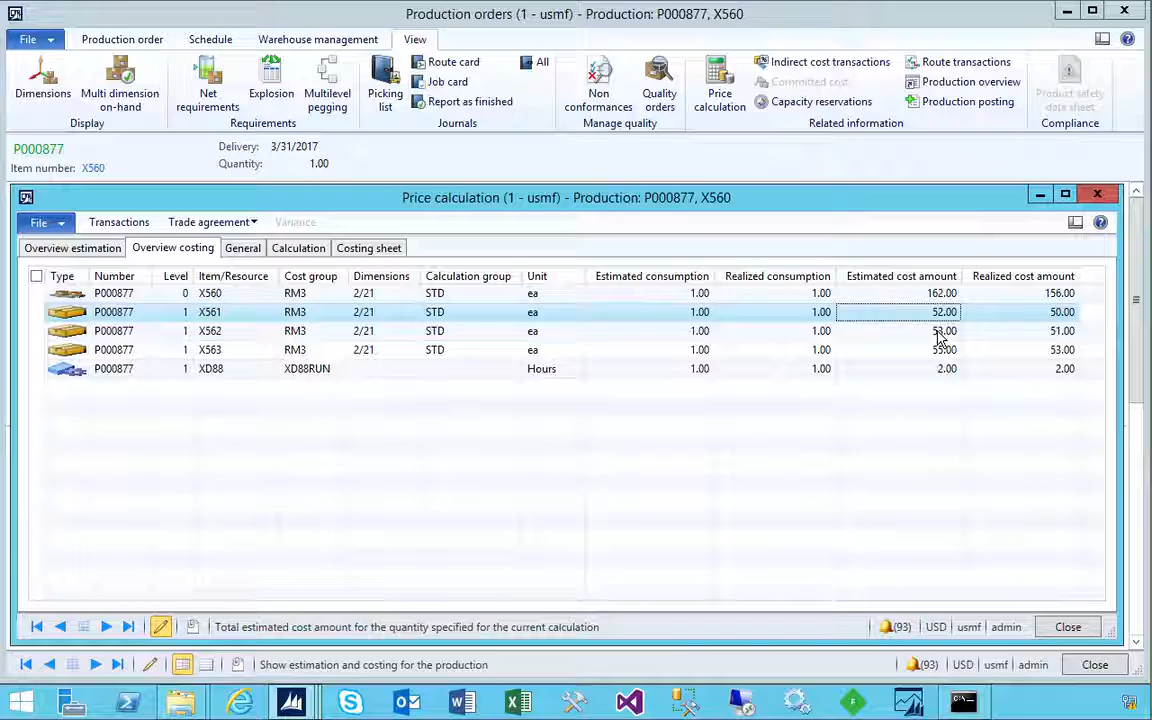 Production orders (1 - usmf) - Production: P000877, X560
File Production order Schedule Warehouse management View
Dimensions Multi dimension on-hand Net requirements Explosion Multilevel pegging Picking list Route card Job card Report as finished All Non conformances Quality orders Price calculation Indirect cost transactions Committed cost Capacity reservations Route transactions Production overview Production posting Product safety data sheet
Display Requirements Journals Manage quality Related information Compliance
P000877 Delivery: 3/31/2017
Item number: X560 Quantity: 1.00
Price calculation (1 - usmf) - Production: P000877, X560
File Transactions Trade agreement Variance
Overview estimation Overview costing General Calculation Costing sheet
Type Number Level Item/Resource Cost group Dimensions Calculation group Unit Estimated consumption Realized consumption Estimated cost amount Realized cost amount
P000877 0 X560 RM3 2/21 STD ea 1.00 1.00 162.00 156.00
P000877 1 X561 RM3 2/21 STD ea 1.00 1.00 52.00 50.00
P000877 1 X562 RM3 2/21 STD ea 1.00 1.00 53.00 51.00
P000877 1 X563 RM3 2/21 STD ea 1.00 1.00 55.00 53.00
P000877 1 XD88 XD88RUN Hours 1.00 1.00 2.00 2.00
Total estimated cost amount for the quantity specified for the current calculation (93) USD usmf admin Close
Show estimation and costing for the production (93) USD usmf admin Close